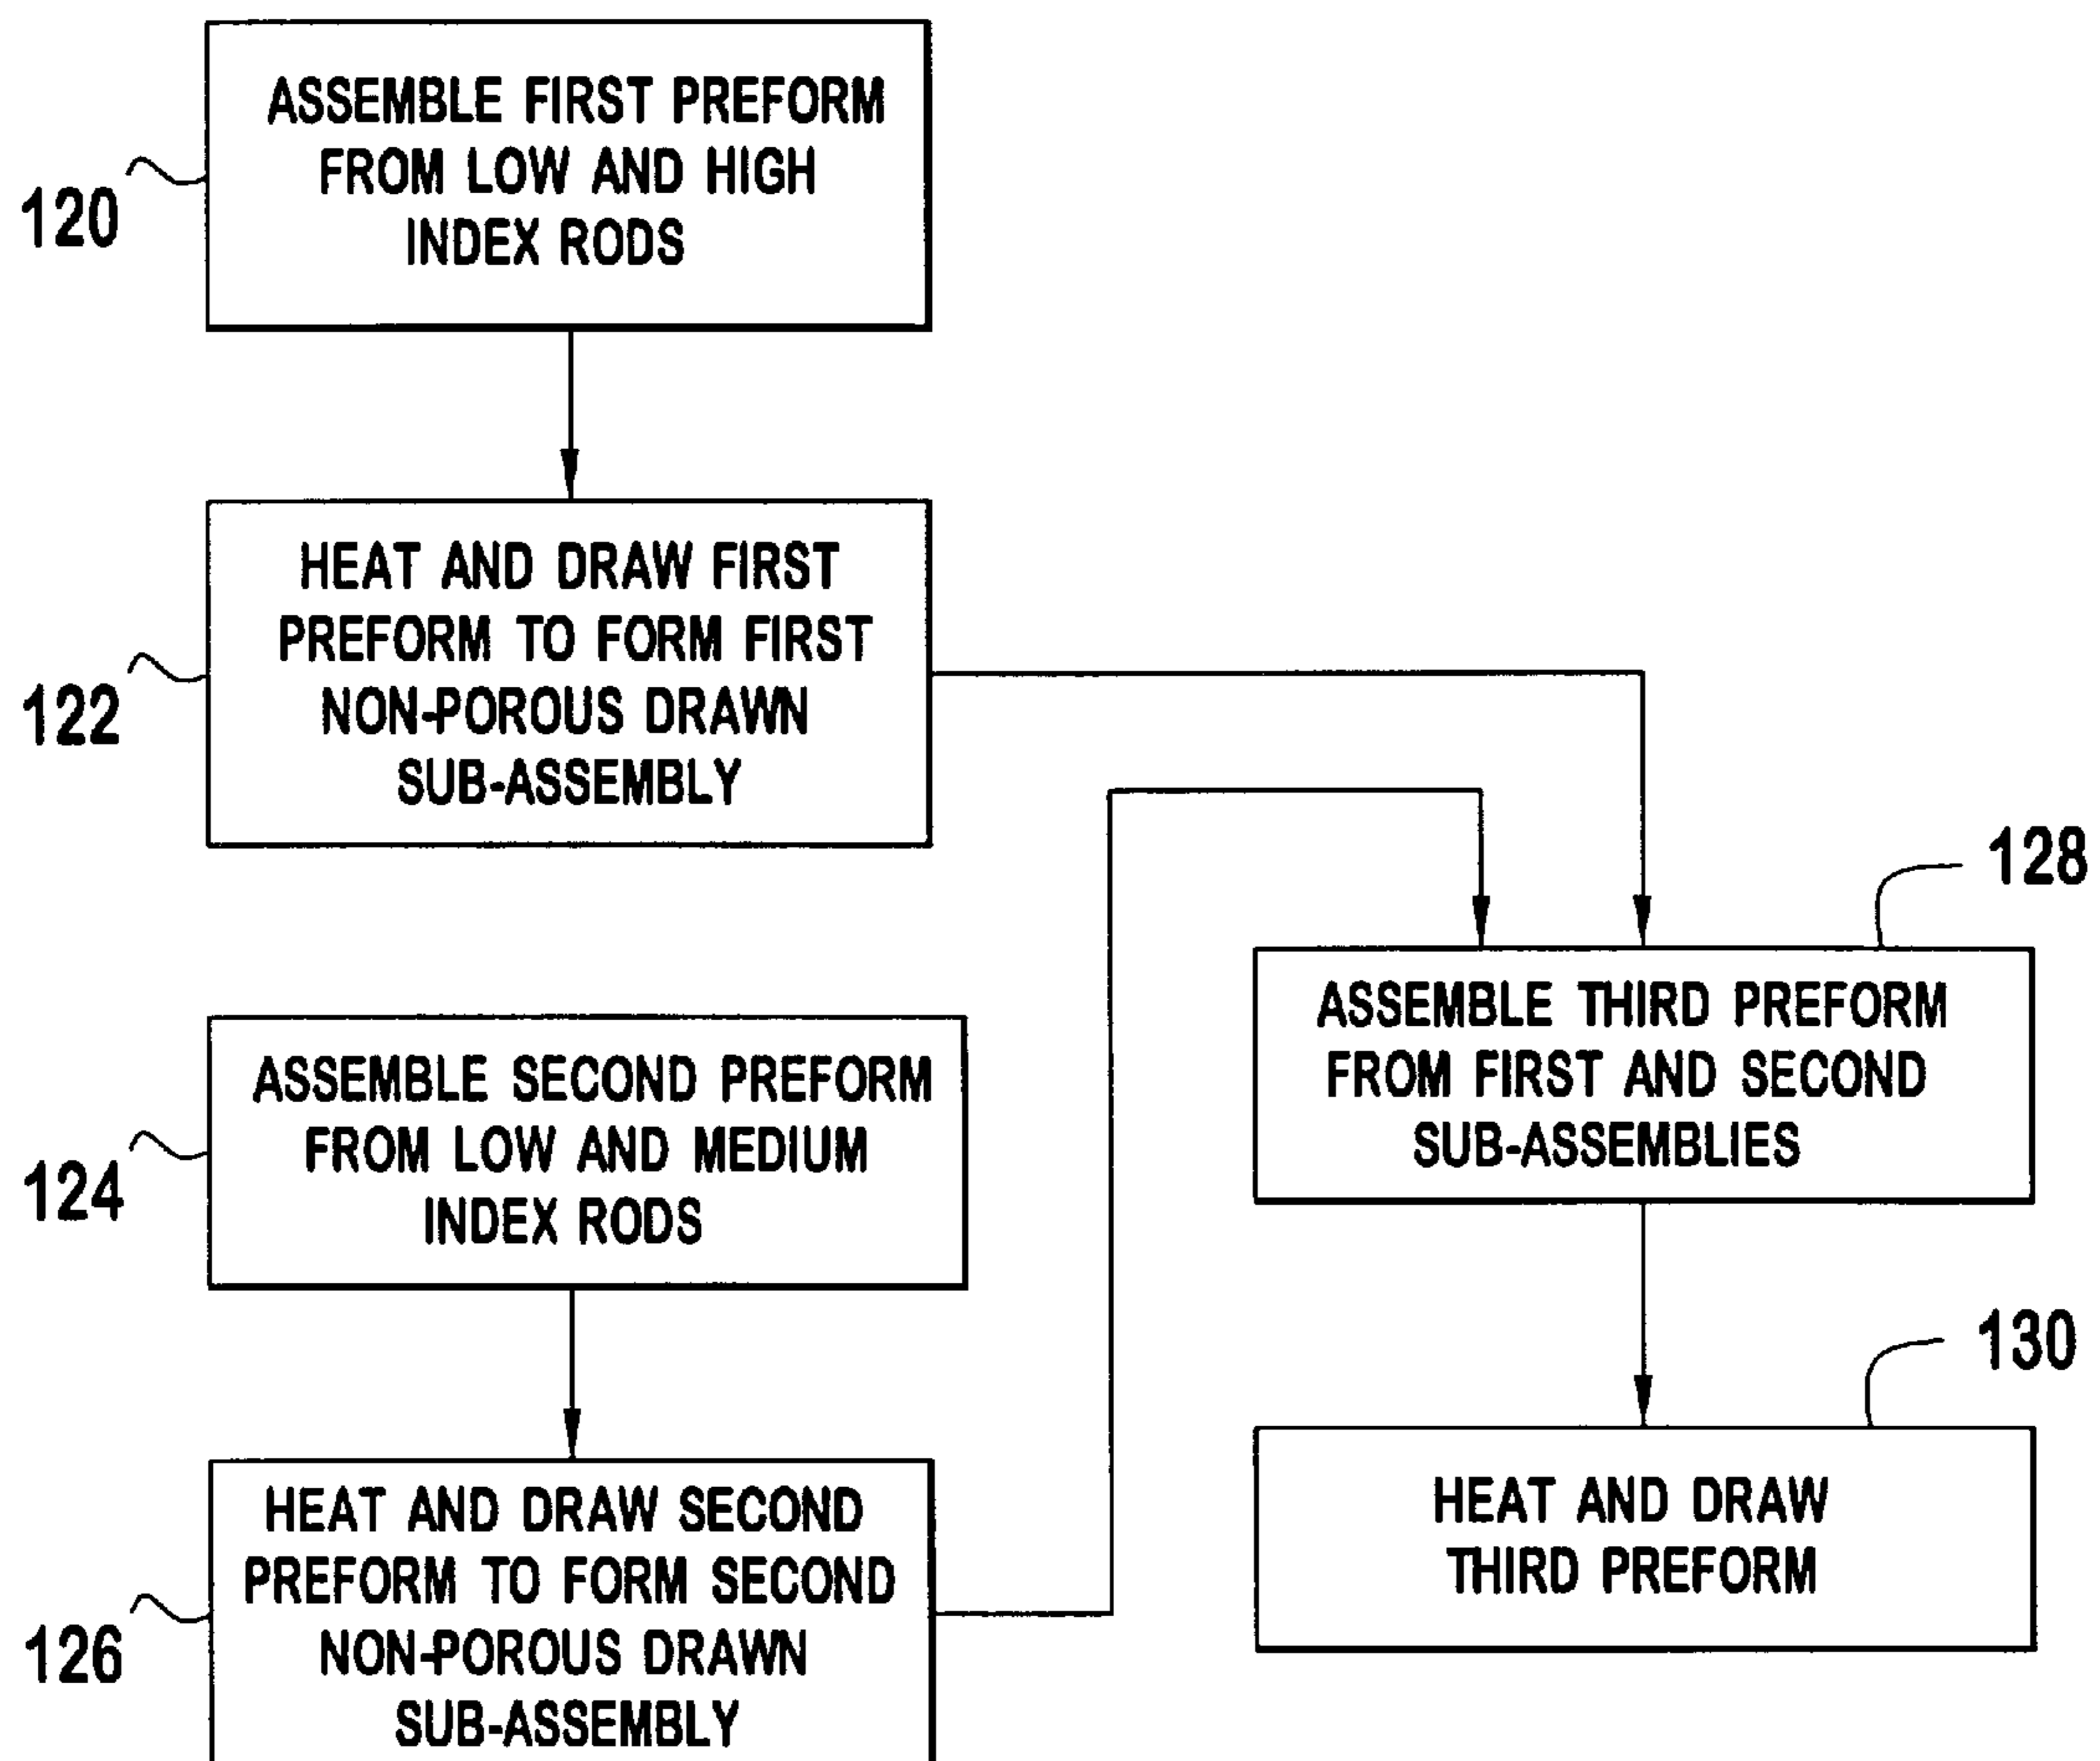 ASSEMBLE FIRST PREFORM
FROM LOW AND HIGH
INDEX RODS
120
HEAT AND DRAW FIRST
PREFORM TO FORM FIRST
NON-POROUS DRAWN
SUB-ASSEMBLY
122
ASSEMBLE SECOND PREFORM
FROM LOW AND MEDIUM
INDEX RODS
124
HEAT AND DRAW SECOND
PREFORM TO FORM SECOND
NON-POROUS DRAWN
SUB-ASSEMBLY
126
128
ASSEMBLE THIRD PREFORM
FROM FIRST AND SECOND
SUB-ASSEMBLIES
130
HEAT AND DRAW
THIRD PREFORM